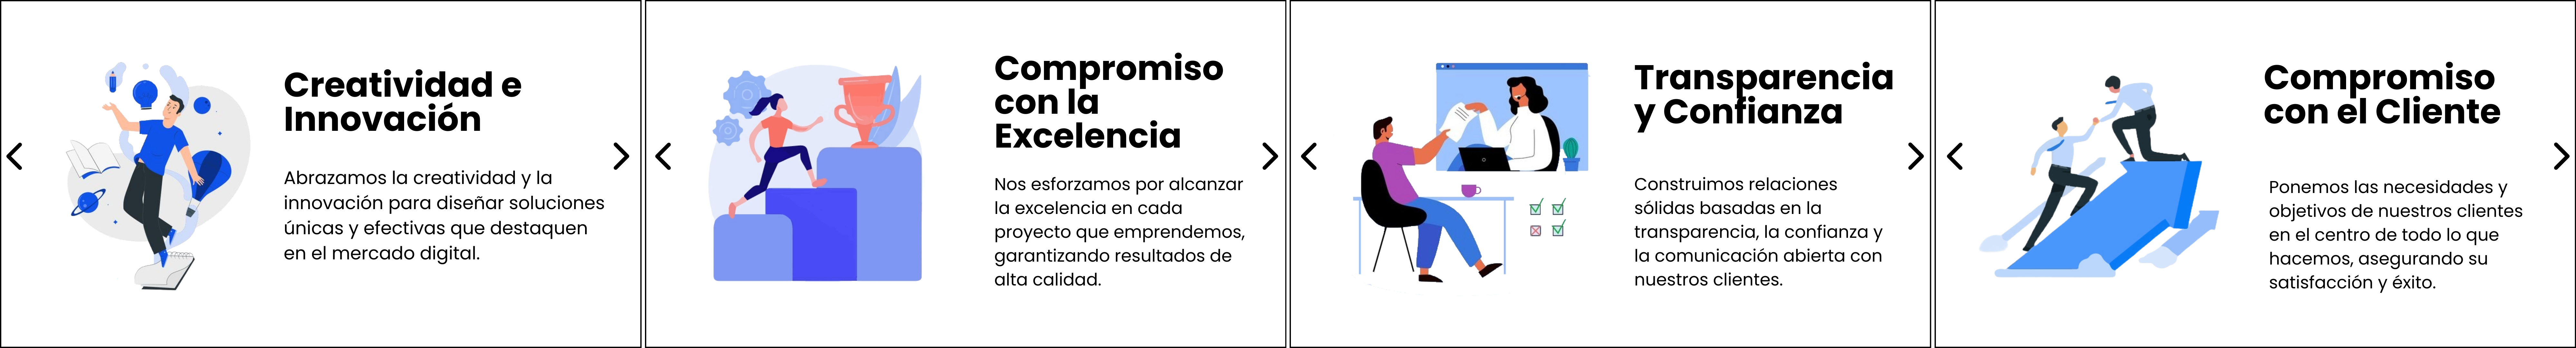 Creatividad e
Innovación
Abrazamos la creatividad y la
innovación para diseñar soluciones
únicas y efectivas que destaquen
en el mercado digital.
Compromiso
con la
Excelencia
Nos esforzamos por alcanzar
la excelencia en cada
proyecto que emprendemos,
garantizando resultados de
alta calidad.
Transparencia
y Confianza
Construimos relaciones
sólidas basadas en la
transparencia, la confianza y
la comunicación abierta con
nuestros clientes.
Compromiso
con el Cliente
Ponemos las necesidades y
objetivos de nuestros clientes
en el centro de todo lo que
hacemos, asegurando su
satisfacción y éxito.